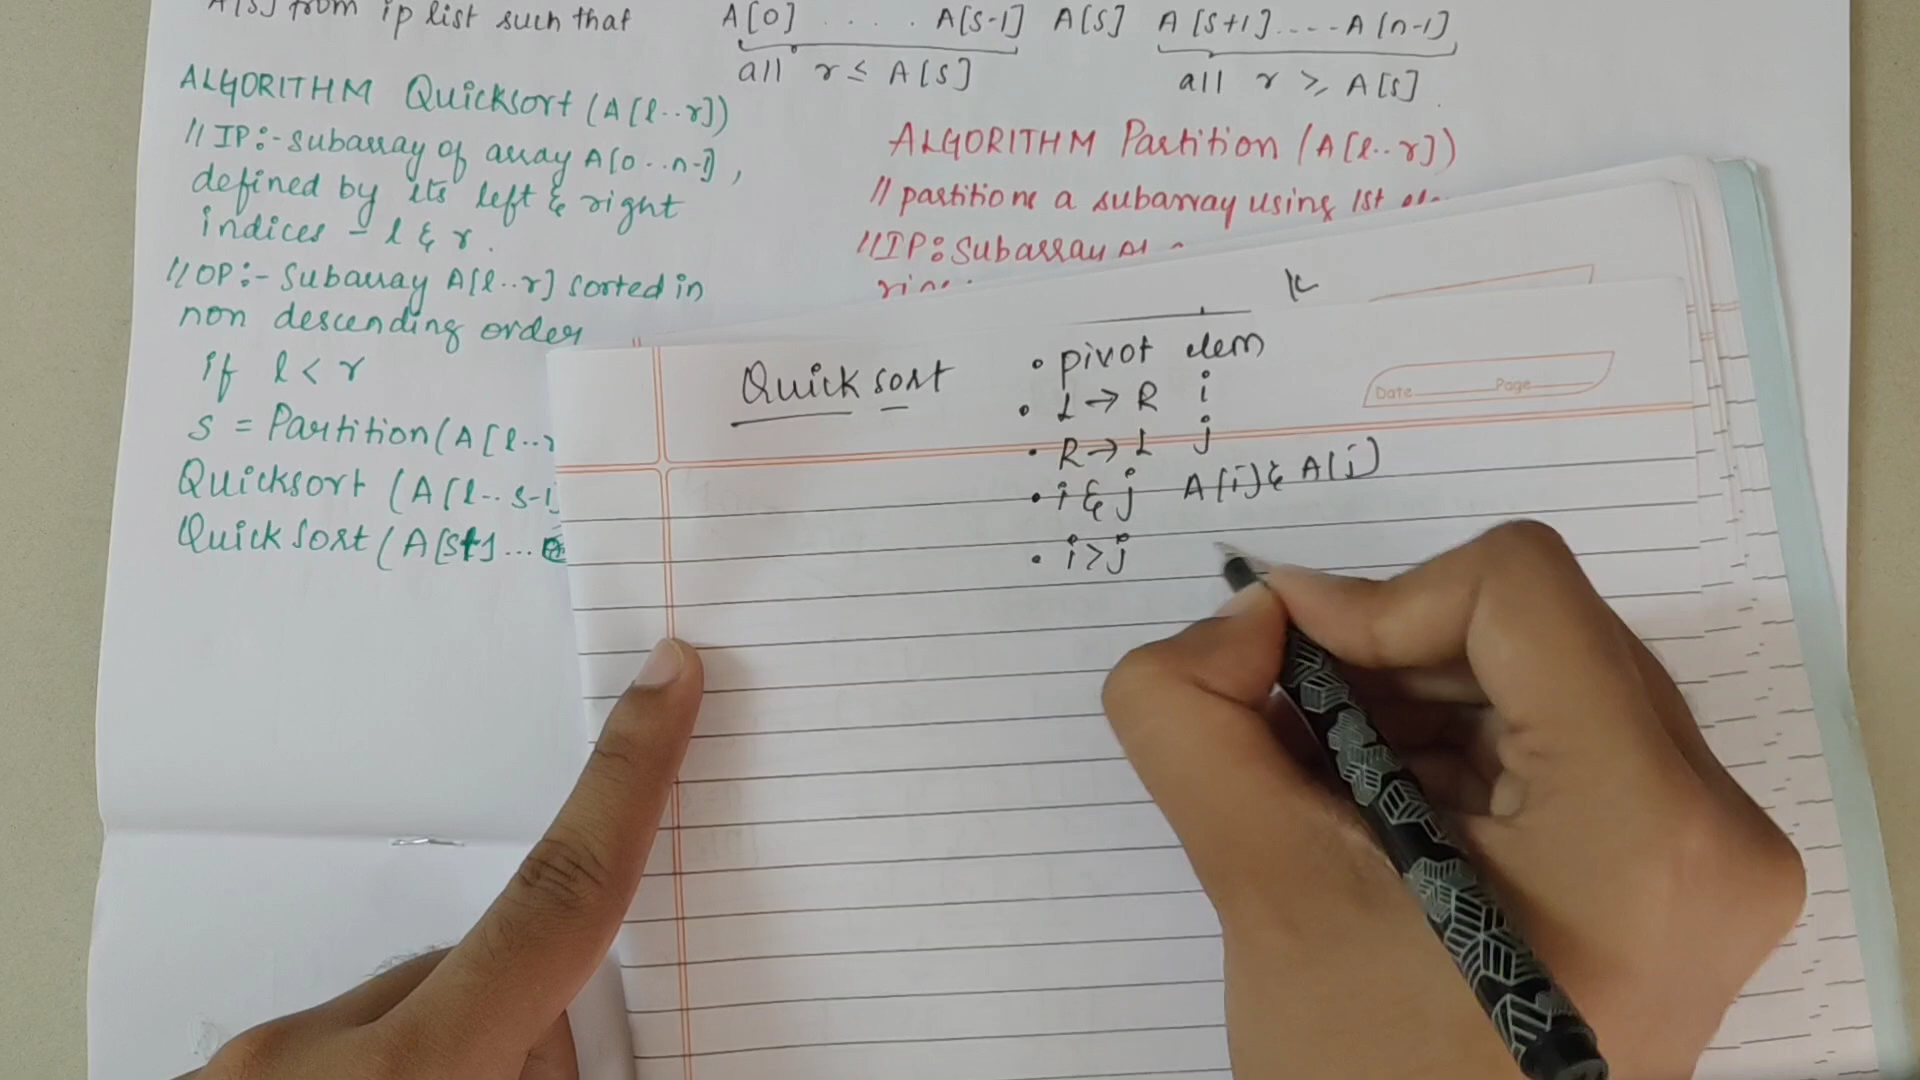 A[s] from ip list such that
A[0] . . . . A[s-1] A[s] A[s+1]....A[n-1]
all r ≤ A[s]
all r ≥ A[s]
ALGORITHM Quicksort (A[l..r])
// IP:- subarray of array A[0..n-1],
defined by its left & right
indices - l & r.
// OP:- Subarray A[l..r] sorted in
non descending order
if l < r
s = Partition(A[l..r
Quicksort (A[l..s-1]
Quick Sort (A[s+1...
ALGORITHM Partition (A[l..r])
// partitions a subarray using 1st
//IP: Subarray
Quick sort
• pivot elem
• L → R i
• R → L j
• i & j A[i] & A[j]
• i>j
Date Page